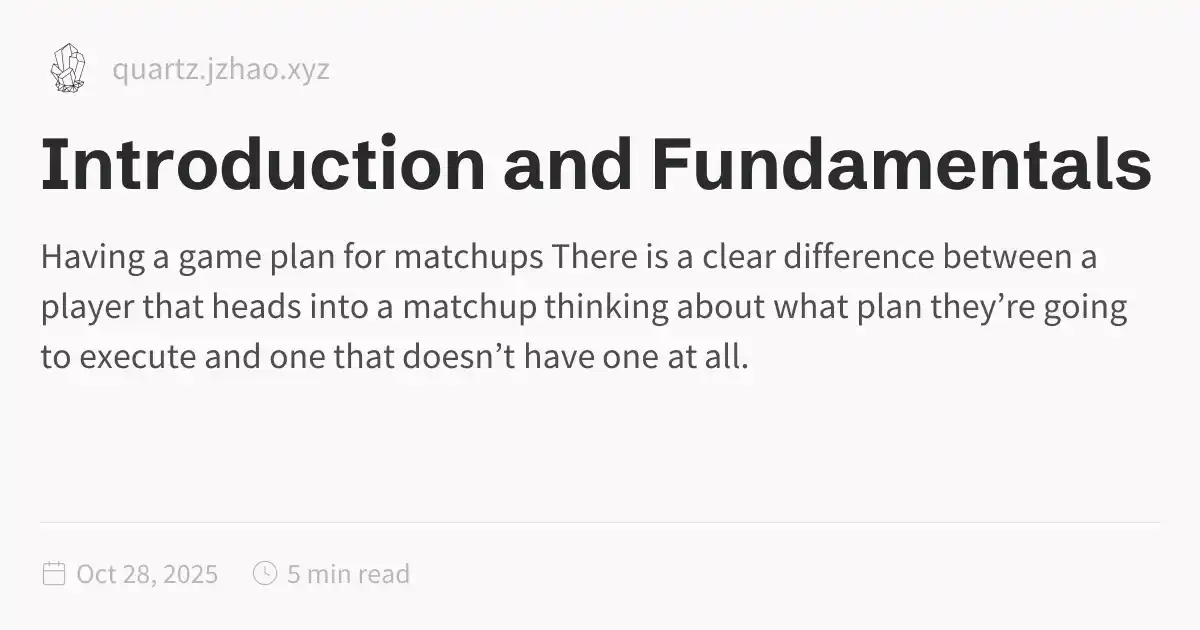 quartz.jzhao.xyz
Introduction and Fundamentals
Having a game plan for matchups There is a clear difference between a
player that heads into a matchup thinking about what plan they’re going
to execute and one that doesn’t have one at all.
Oct 28, 2025 5 min read